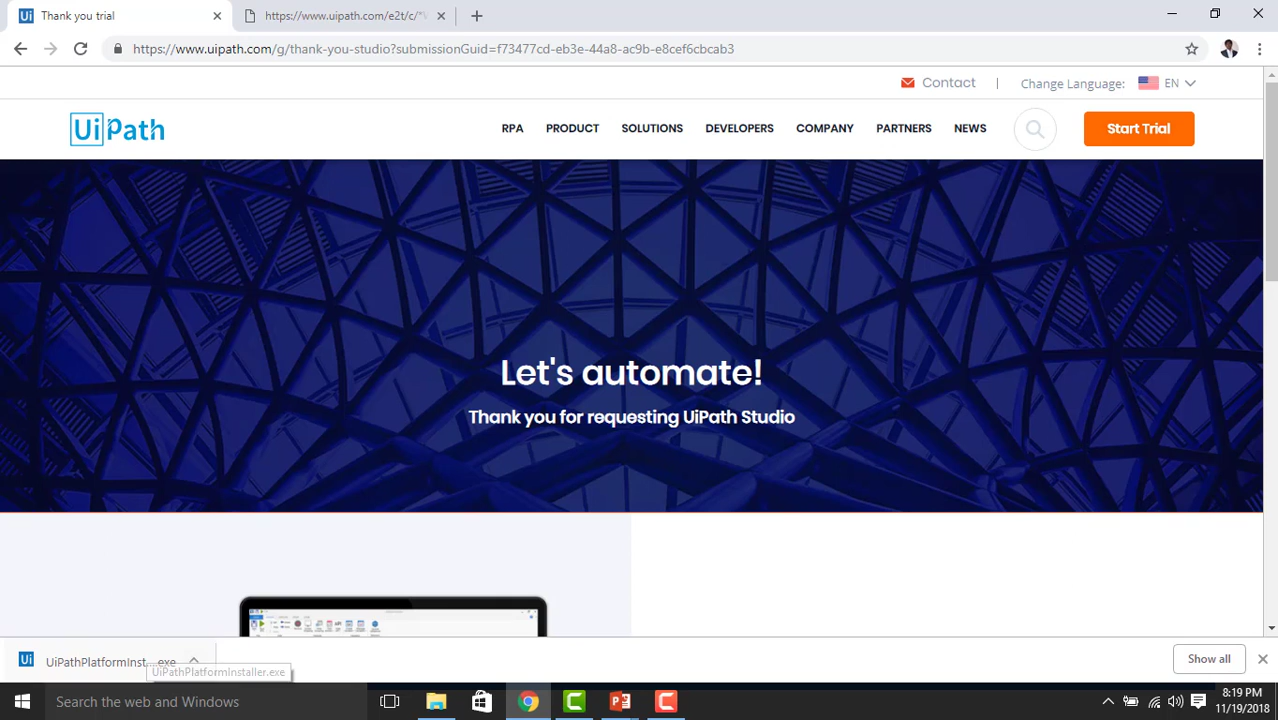 Ui Thank you trial
https://www.uipath.com/e2t/c/*
https://www.uipath.com/g/thank-you-studio?submissionGuid=f73477cd-eb3e-44a8-ac9b-e8cef6cbcab3
Contact | Change Language: EN
UiPath RPA PRODUCT SOLUTIONS DEVELOPERS COMPANY PARTNERS NEWS Start Trial
Let's automate!
Thank you for requesting UiPath Studio
Ui UiPathPlatformInst....exe Show all
UiPathPlatformInstaller.exe
Search the web and Windows
8:19 PM
11/19/2018